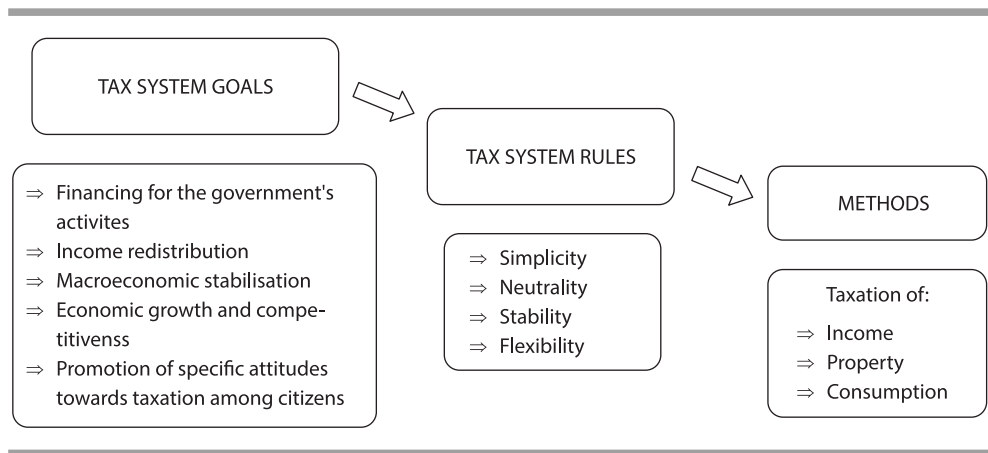 TAX SYSTEM GOALS
⇒ Financing for the government's
activites
⇒ Income redistribution
⇒ Macroeconomic stabilisation
⇒ Economic growth and compe-
titivenss
⇒ Promotion of specific attitudes
towards taxation among citizens
TAX SYSTEM RULES
⇒ Simplicity
⇒ Neutrality
⇒ Stability
⇒ Flexibility
METHODS
Taxation of:
⇒ Income
⇒ Property
⇒ Consumption